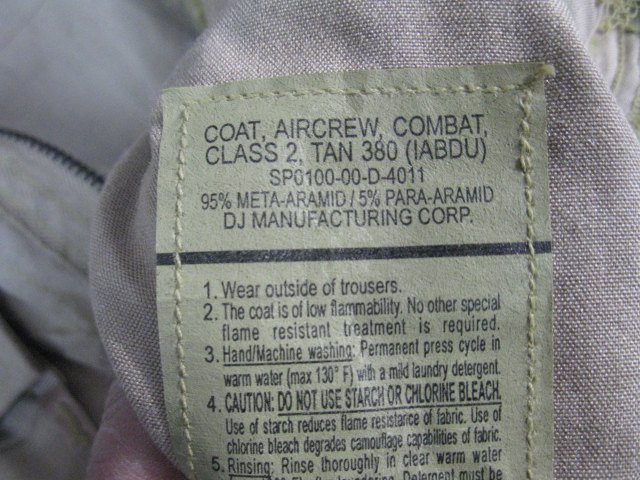 COAT, AIRCREW, COMBAT,
CLASS 2, TAN 380 (IABDU)
SP0100-00-D-4011
95% META-ARAMID / 5% PARA-ARAMID
DJ MANUFACTURING CORP.
1. Wear outside of trousers.
2. The coat is of low flammability. No other special
flame resistant treatment is required.
3. Hand/Machine washing: Permanent press cycle in
warm water (max 130° F) with a mild laundry detergent.
4. CAUTION: DO NOT USE STARCH OR CHLORINE BLEACH.
Use of starch reduces flame resistance of fabric. Use of
chlorine bleach degrades camouflage capabilities of fabric.
5. Rinsing: Rinse thoroughly in clear warm water
laundering. Detergent must be